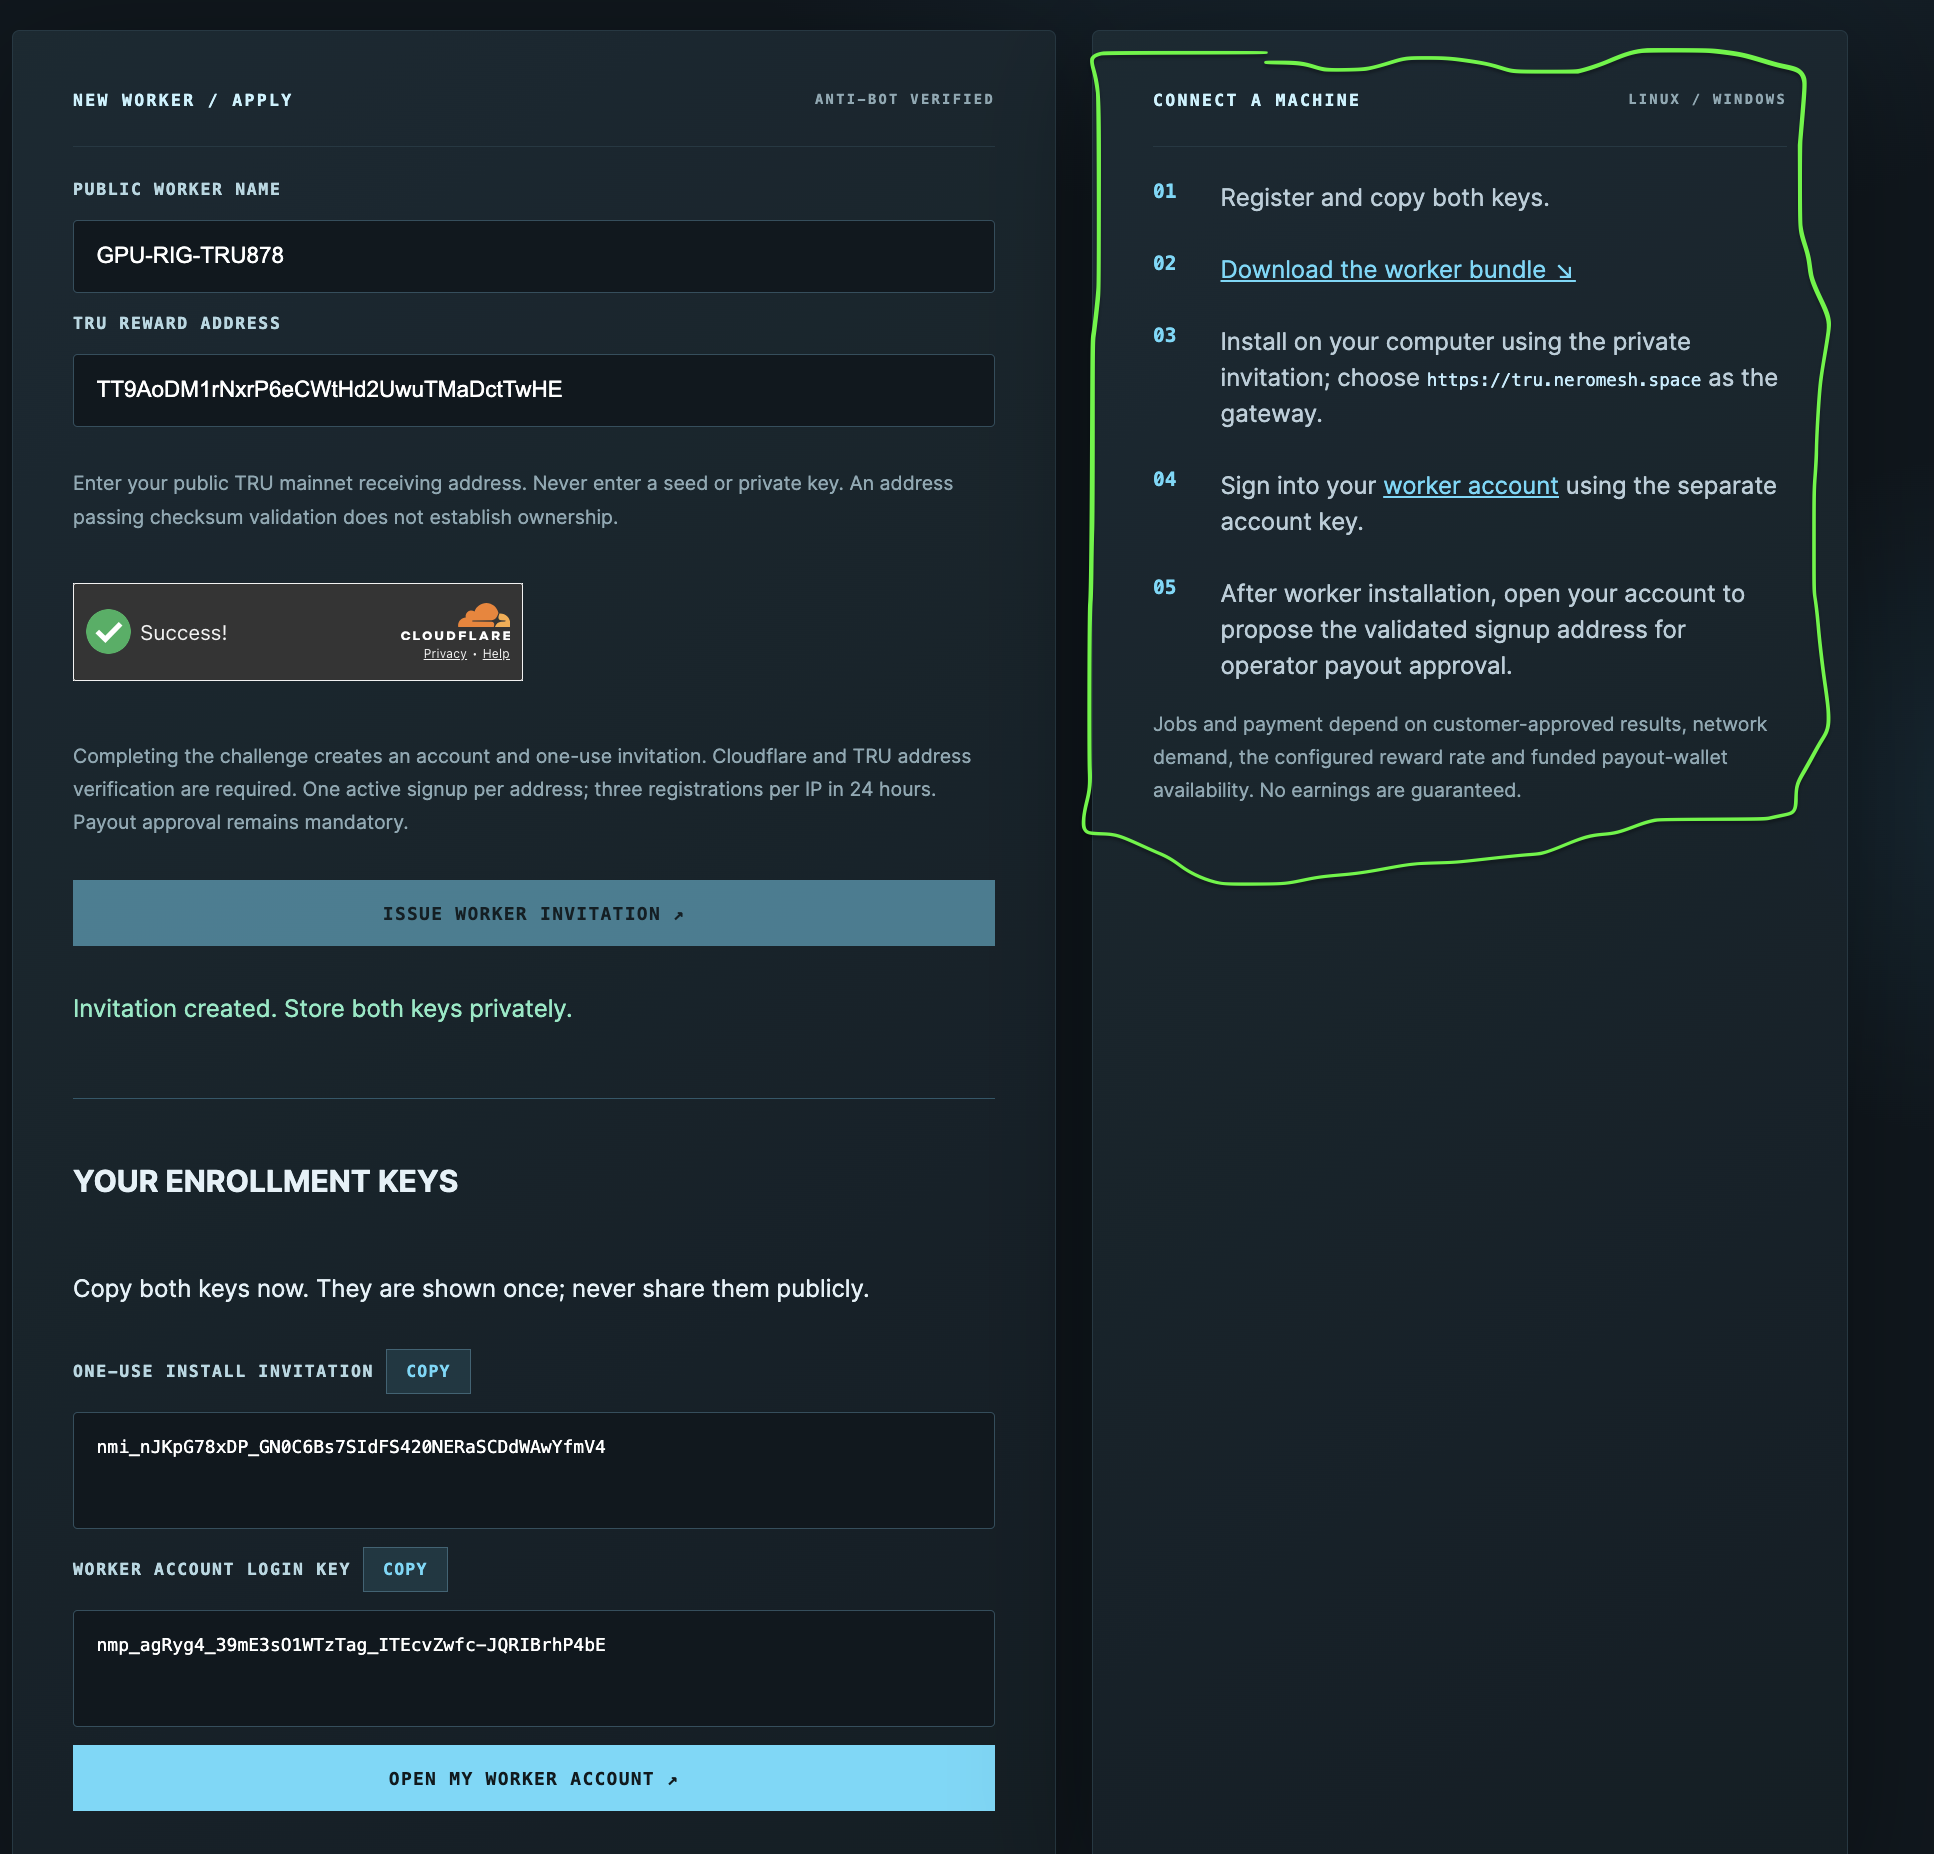 NEW WORKER / APPLY
ANTI-BOT VERIFIED
PUBLIC WORKER NAME
GPU-RIG-TRU878
TRU REWARD ADDRESS
TT9AoDM1rNxrP6eCWtHd2UwuTMaDctTwHE
Enter your public TRU mainnet receiving address. Never enter a seed or private key. An address
passing checksum validation does not establish ownership.
Success!
CLOUDFLARE
Privacy • Help
Completing the challenge creates an account and one-use invitation. Cloudflare and TRU address
verification are required. One active signup per address; three registrations per IP in 24 hours.
Payout approval remains mandatory.
ISSUE WORKER INVITATION ↗
Invitation created. Store both keys privately.
YOUR ENROLLMENT KEYS
Copy both keys now. They are shown once; never share them publicly.
ONE-USE INSTALL INVITATION COPY
nmi_nJKpG78xDP_GN0C6Bs7SIdFS420NERaSCDdWAwYfmV4
WORKER ACCOUNT LOGIN KEY COPY
nmp_agRyg4_39mE3sO1WTzTag_ITEcvZwfc-JQRIBrhP4bE
OPEN MY WORKER ACCOUNT ↗
CONNECT A MACHINE
LINUX / WINDOWS
01 Register and copy both keys.
02 Download the worker bundle ↘
03 Install on your computer using the private
invitation; choose https://tru.neromesh.space as the
gateway.
04 Sign into your worker account using the separate
account key.
05 After worker installation, open your account to
propose the validated signup address for
operator payout approval.
Jobs and payment depend on customer-approved results, network
demand, the configured reward rate and funded payout-wallet
availability. No earnings are guaranteed.